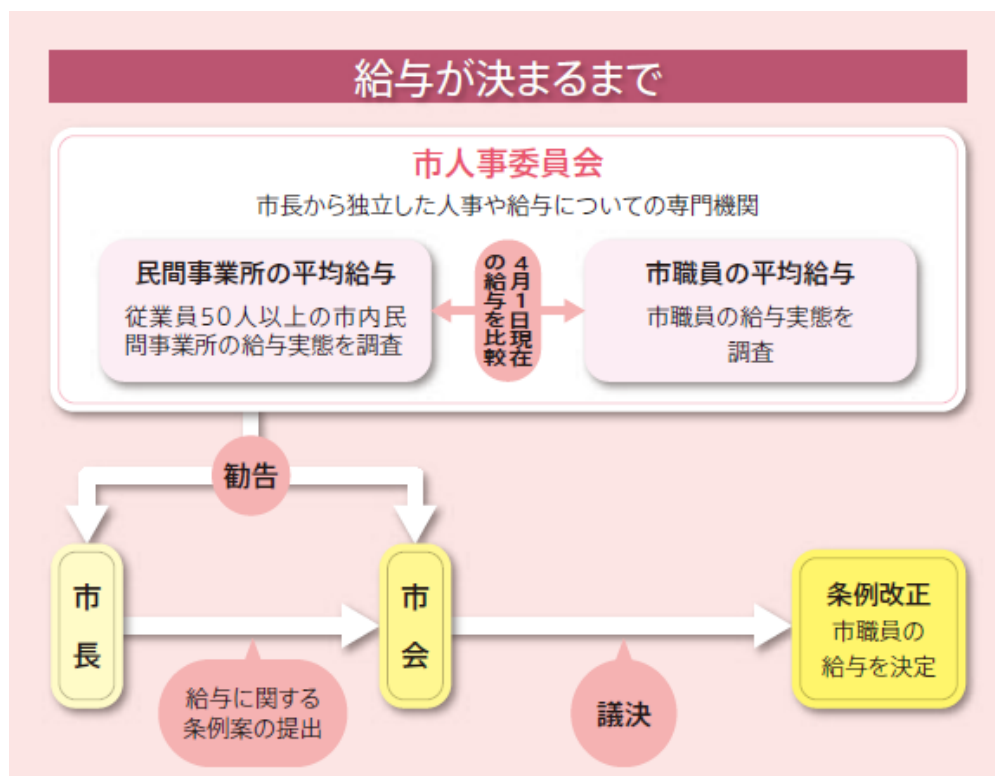 給与が決まるまで
市人事委員会
市長から独立した人事や給与についての専門機関
民間事業所の平均給与
従業員50人以上の市内民
間事業所の給与実態を調査
4月1日現在
の給与を比較
市職員の平均給与
市職員の給与実態を
調査
勧告
市長
給与に関する
条例案の提出
市会
議決
条例改正
市職員の
給与を決定